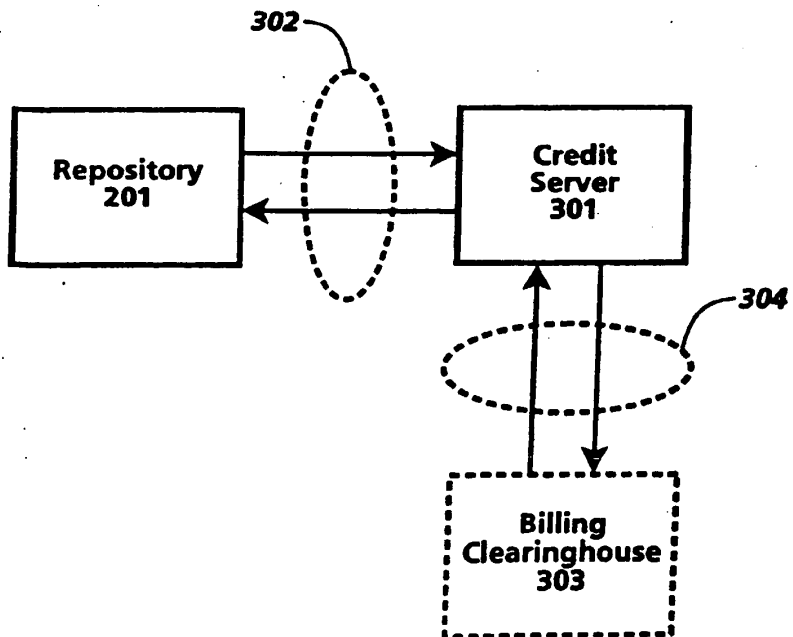 302
Repository
201
Credit
Server
301
304
Billing
Clearinghouse
303